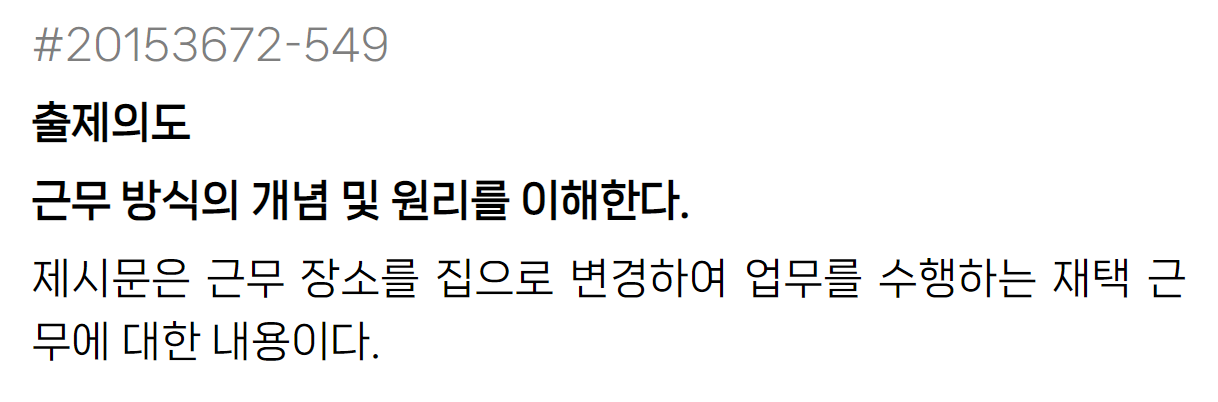 #20153672-549
출제의도
근무 방식의 개념 및 원리를 이해한다.
제시문은 근무 장소를 집으로 변경하여 업무를 수행하는 재택 근
무에 대한 내용이다.